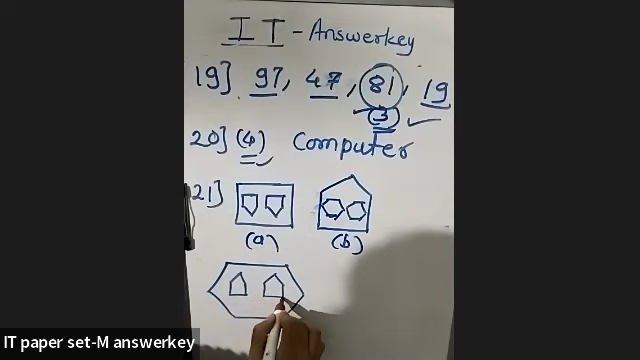 IT - Answerkey
19] 97, 47, 81, 19
(3)
20] (4) Computer
21]
(a) (b)
IT paper set-M answerkey